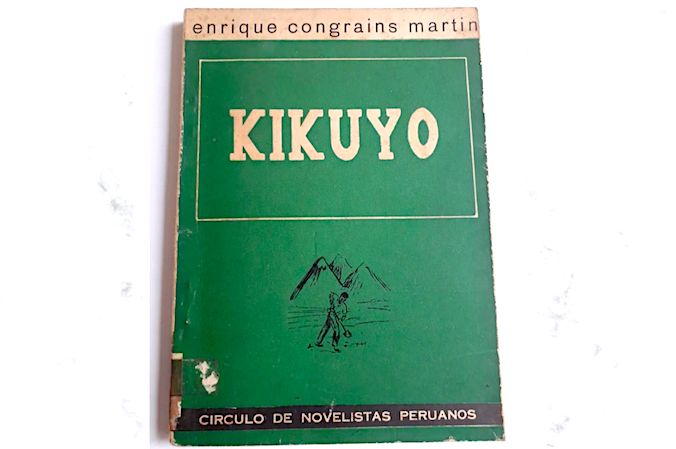 enrique congrains martin
KIKUYO
CIRCULO DE NOVELISTAS PERUANOS